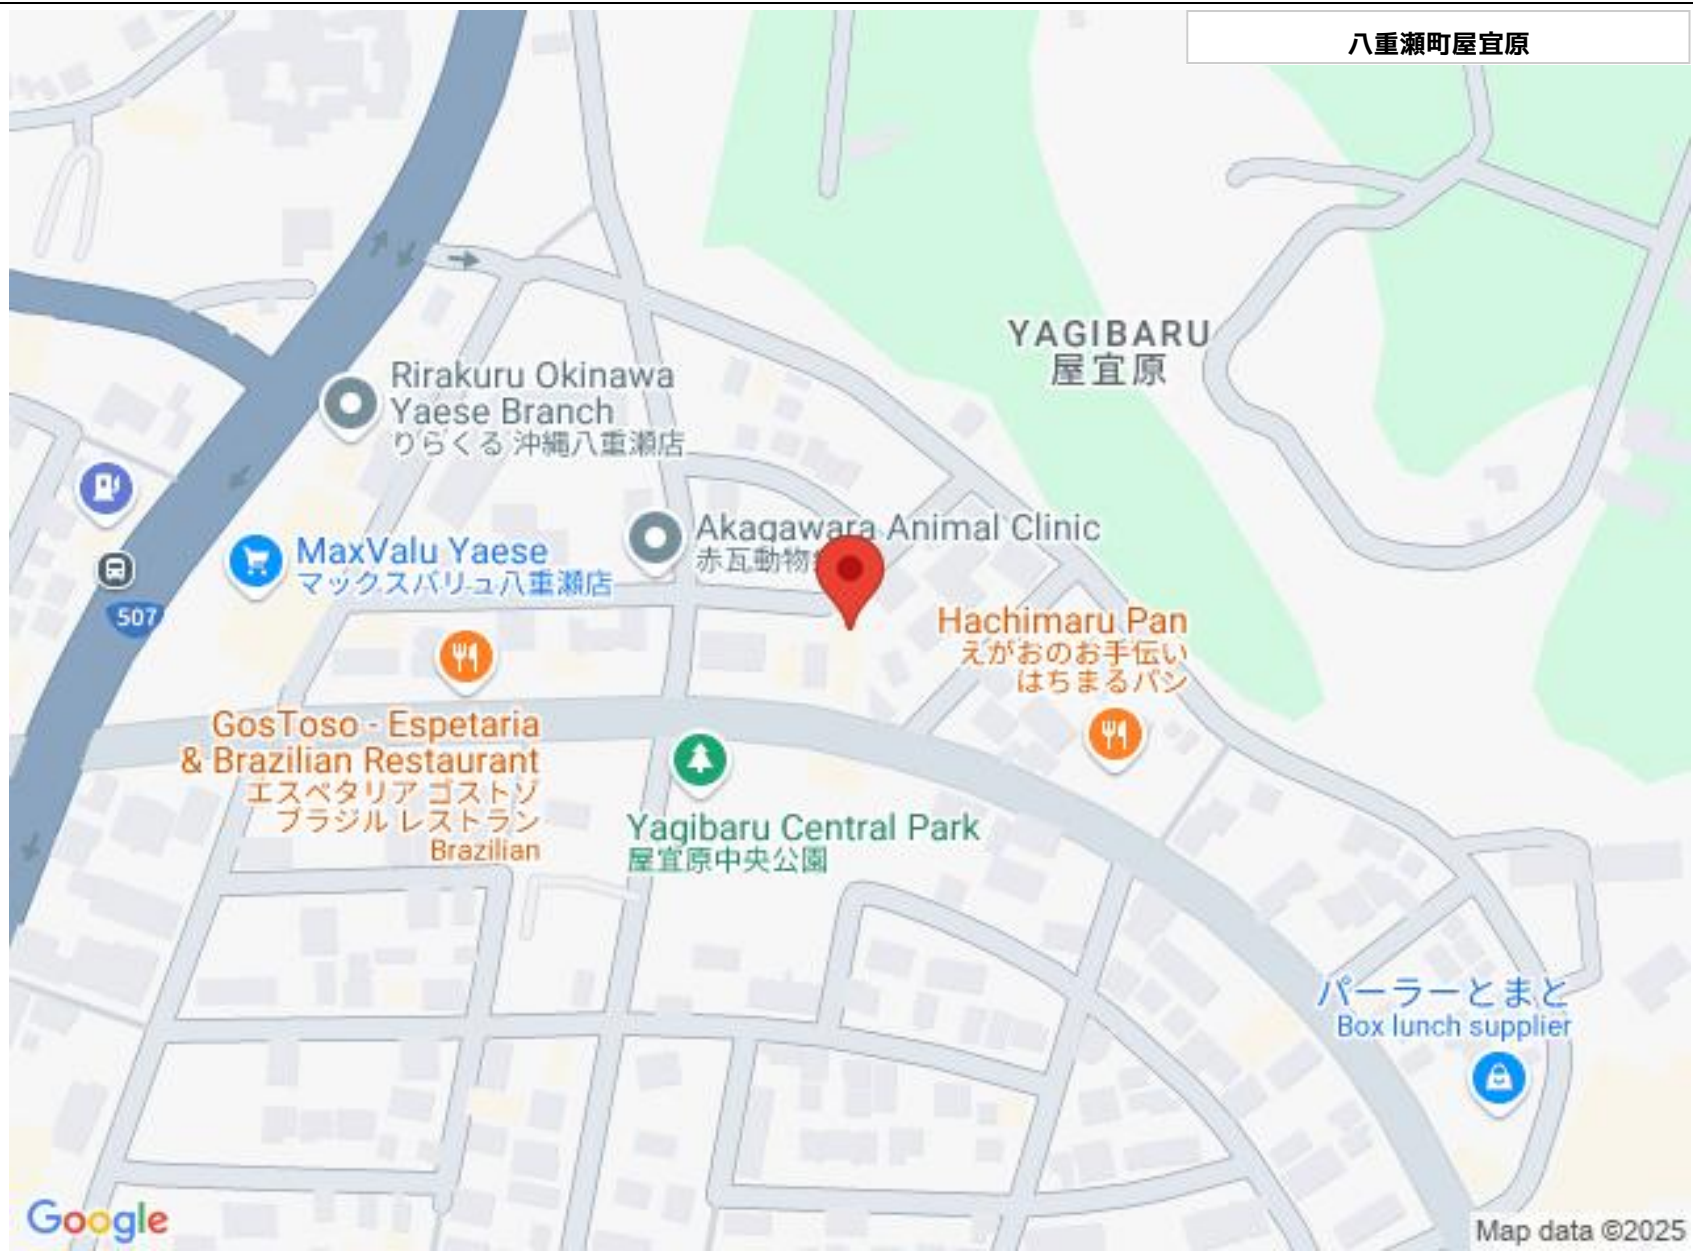 八重瀬町屋宜原
YAGIBARU
屋宜原
Rirakuru Okinawa
Yaese Branch
りらくる 沖縄八重瀬店
Akagawara Animal Clinic
赤瓦動物
MaxValu Yaese
マックスバリュ八重瀬店
507
Hachimaru Pan
えがおのお手伝い
はちまるパン
GosToso - Espetaria
& Brazilian Restaurant
エスペタリア ゴストゾ
ブラジル レストラン
Brazilian
Yagibaru Central Park
屋宜原中央公園
パーラーとまと
Box lunch supplier
Google
Map data ©2025